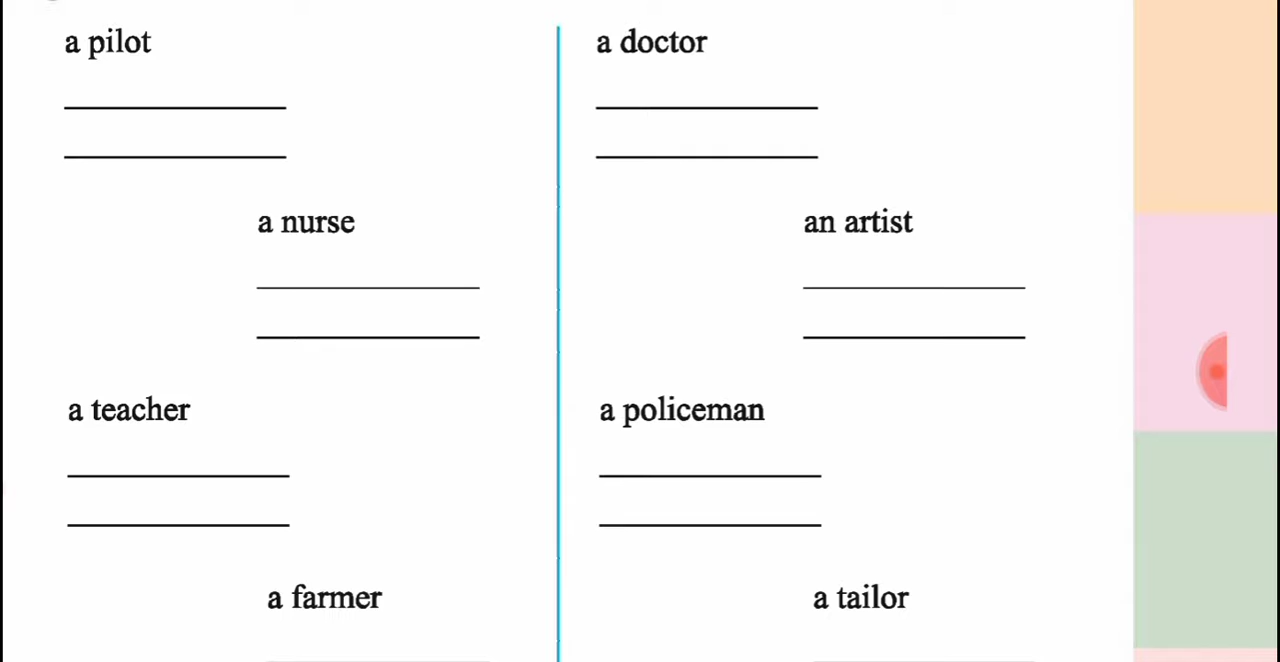 a pilot
a nurse
a teacher
a farmer
a doctor
an artist
a policeman
a tailor